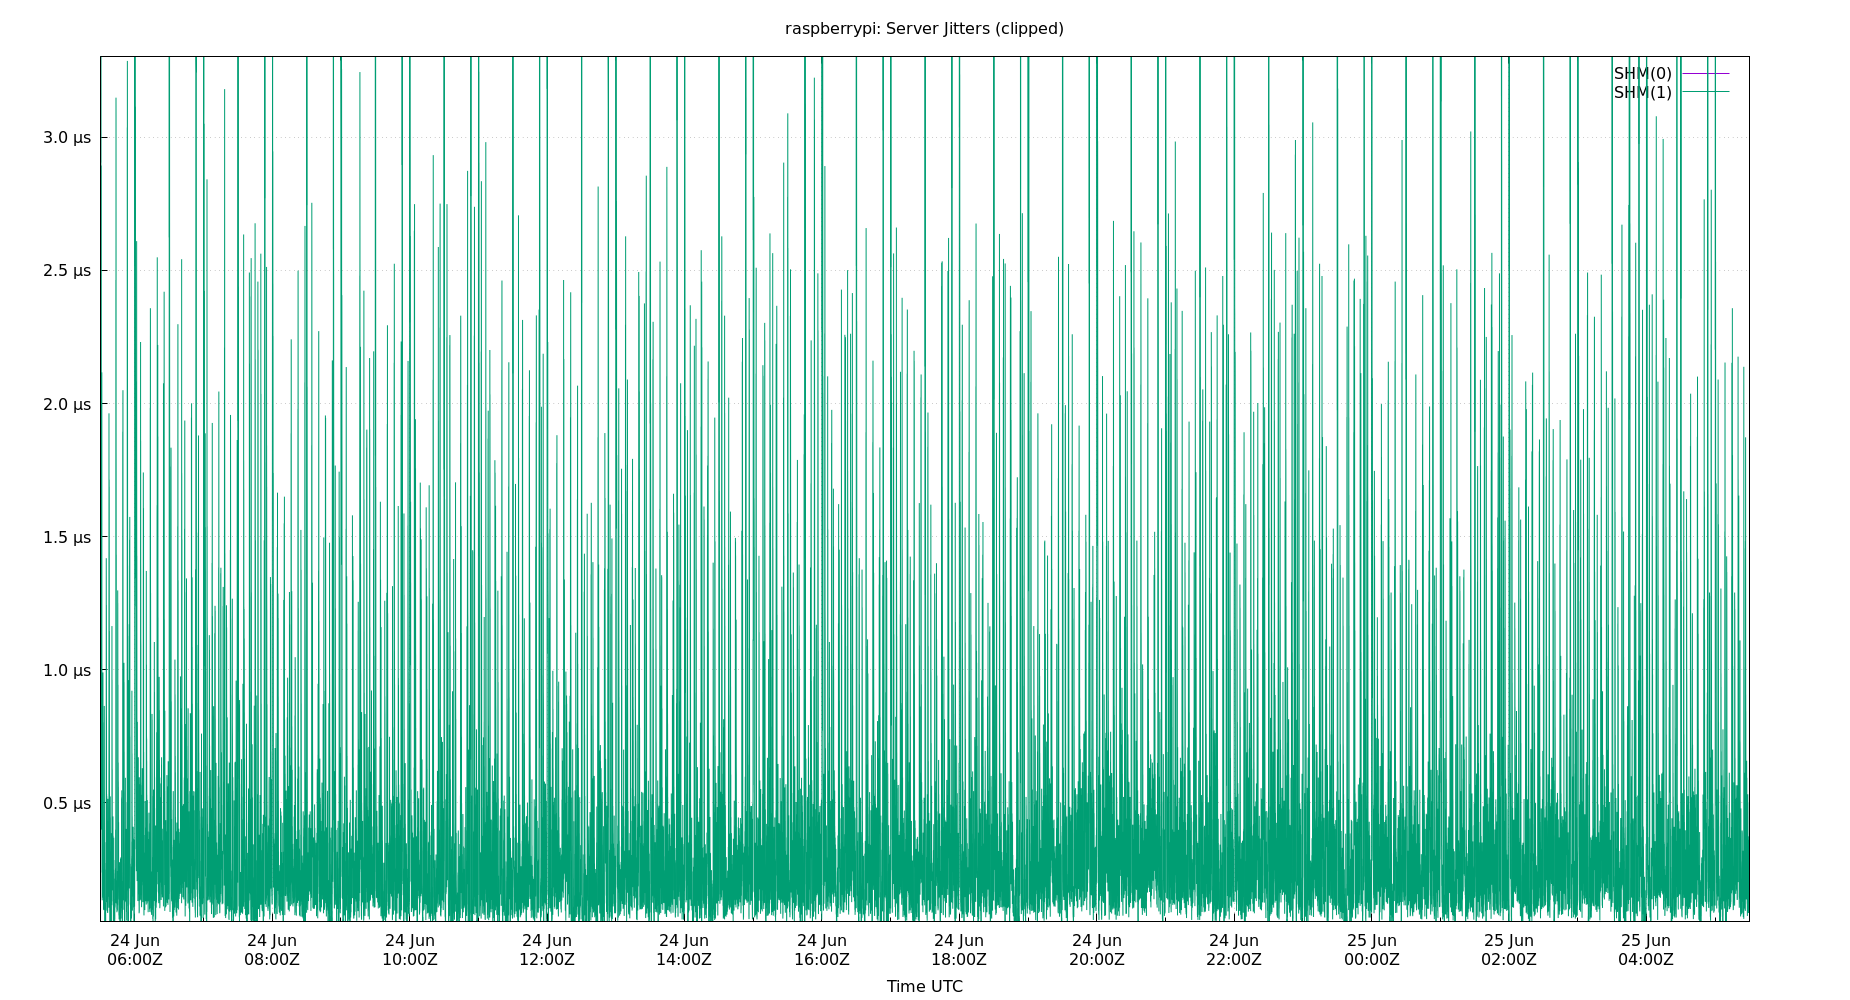 raspberrypi: Server Jitters (clipped)
SHM(0)
SHM(1)
3.0 µs
2.5 µs
2.0 µs
1.5 µs
1.0 µs
0.5 µs
24 Jun 24 Jun 24 Jun 24 Jun 24 Jun 24 Jun 24 Jun 24 Jun 24 Jun 25 Jun 25 Jun 25 Jun
06:00Z 08:00Z 10:00Z 12:00Z 14:00Z 16:00Z 18:00Z 20:00Z 22:00Z 00:00Z 02:00Z 04:00Z
Time UTC